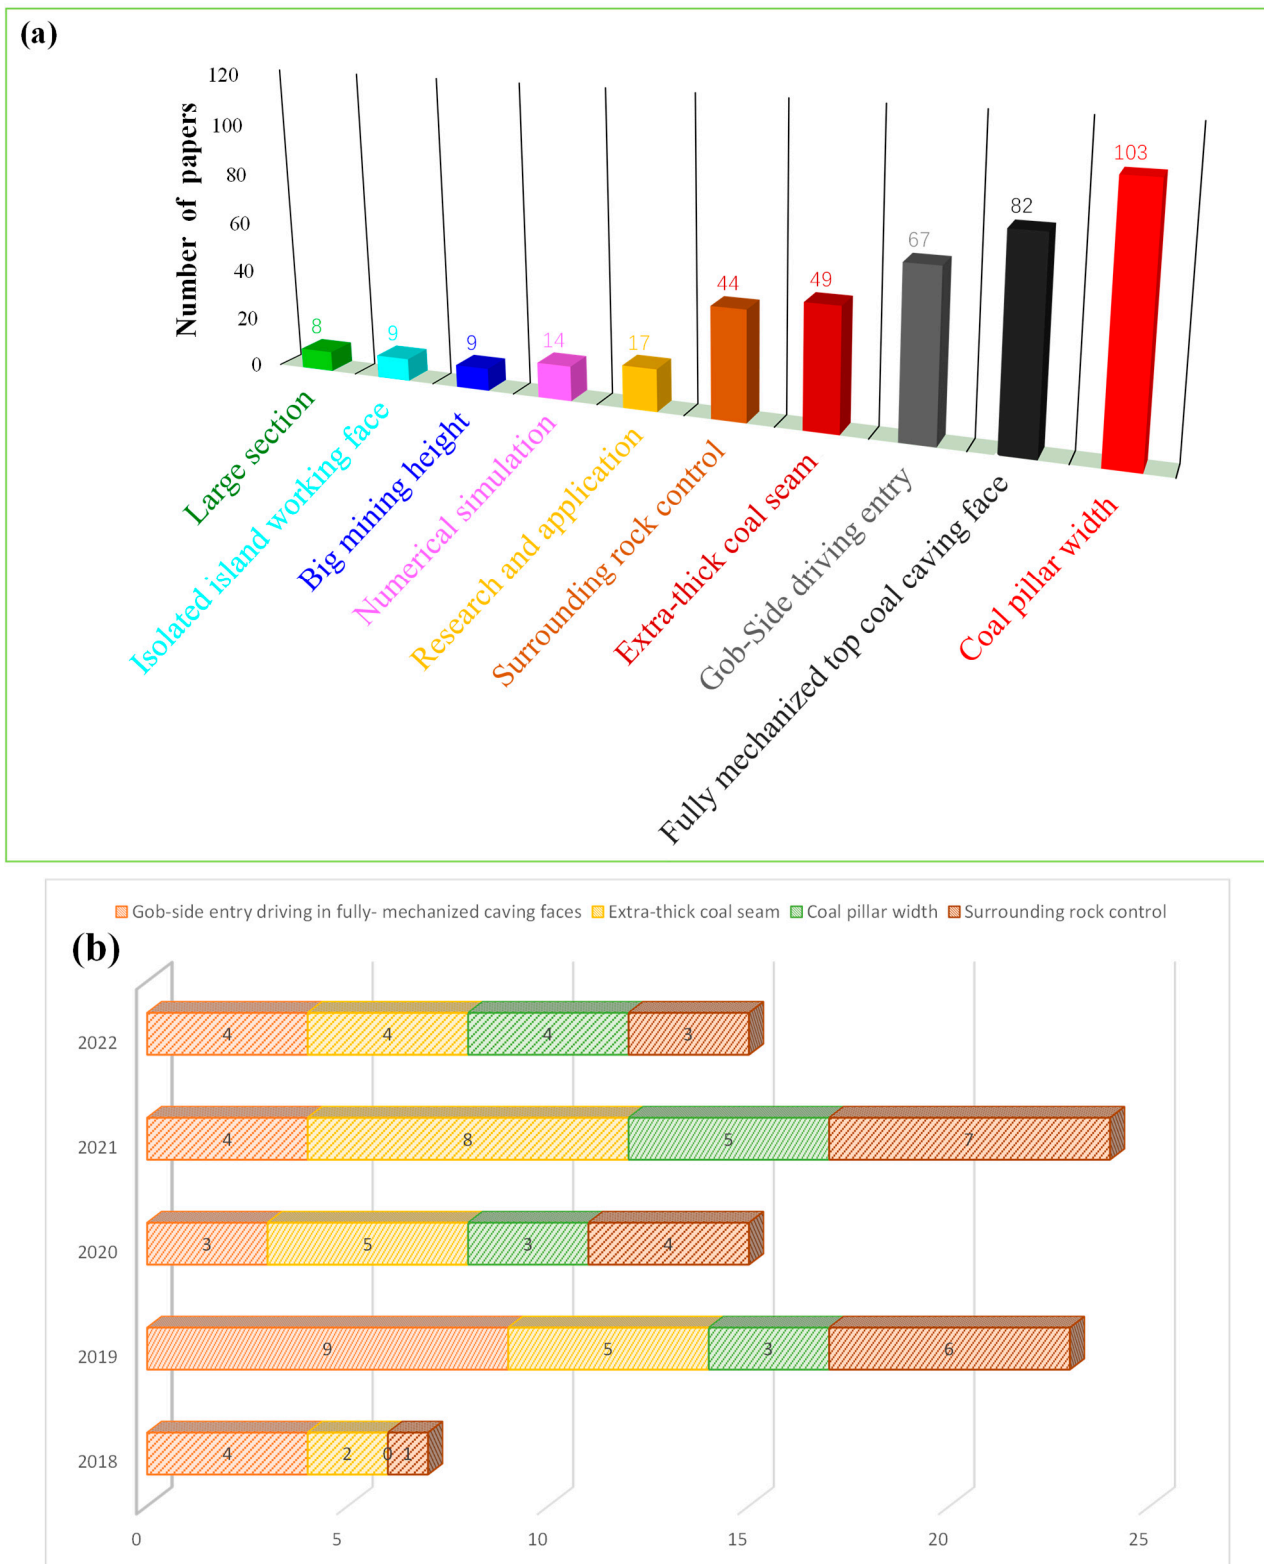 (a)
Number of papers
120
100
80
60
40
20
0
8
9
9
14
17
44
49
67
82
103
Large section
Isolated island working face
Big mining height
Numerical simulation
Research and application
Surrounding rock control
Extra-thick coal seam
Gob-Side driving entry
Fully mechanized top coal caving face
Coal pillar width
Gob-side entry driving in fully- mechanized caving faces Extra-thick coal seam Coal pillar width Surrounding rock control
(b)
2022 4 4 4 3
2021 4 8 5 7
2020 3 5 3 4
2019 9 5 3 6
2018 4 2 0 1
0 5 10 15 20 25